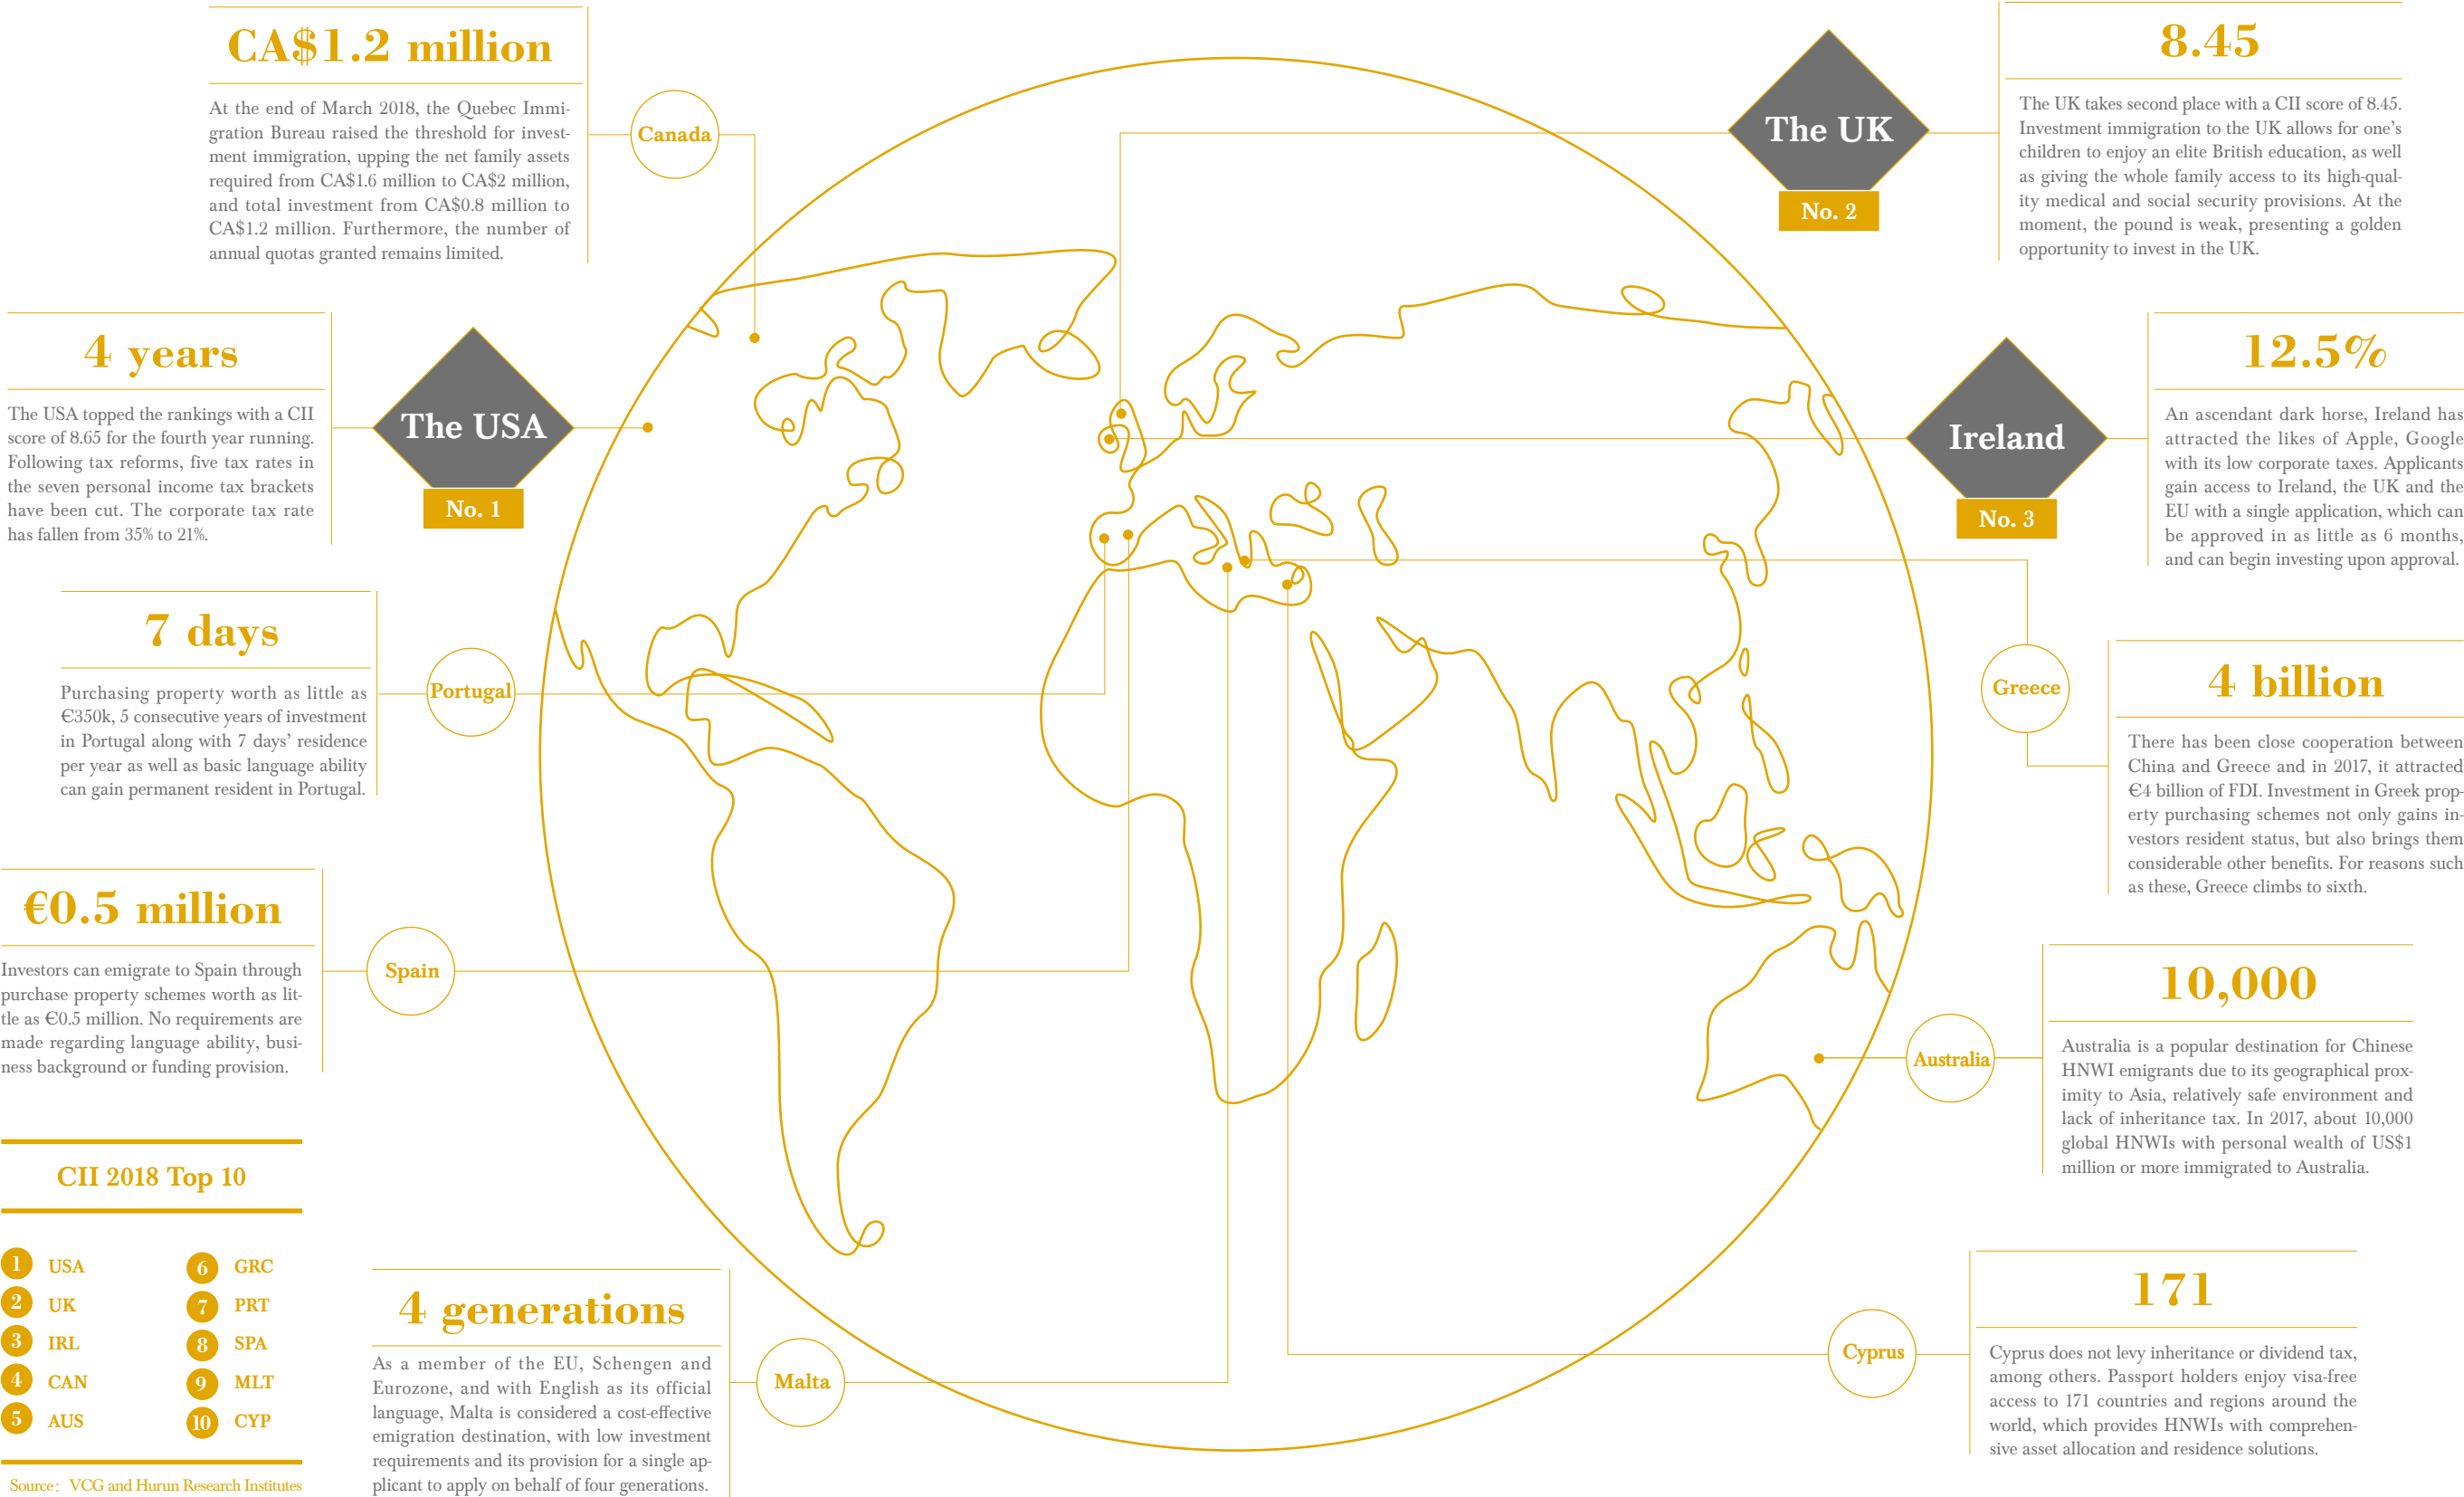 CA$1.2 million
At the end of March 2018, the Quebec Immi-
gration Bureau raised the threshold for invest-
ment immigration, upping the net family assets
required from CA$1.6 million to CA$2 million,
and total investment from CA$0.8 million to
CA$1.2 million. Furthermore, the number of
annual quotas granted remains limited.
Canada
The UK
No. 2
8.45
The UK takes second place with a CII score of 8.45.
Investment immigration to the UK allows for one's
children to enjoy an elite British education, as well
as giving the whole family access to its high-qual-
ity medical and social security provisions. At the
moment, the pound is weak, presenting a golden
opportunity to invest in the UK.
4 years
The USA topped the rankings with a CII
score of 8.65 for the fourth year running.
Following tax reforms, five tax rates in
the seven personal income tax brackets
have been cut. The corporate tax rate
has fallen from 35% to 21%.
The USA
No. 1
Ireland
No. 3
12.5%
An ascendant dark horse, Ireland has
attracted the likes of Apple, Google
with its low corporate taxes. Applicants
gain access to Ireland, the UK and the
EU with a single application, which can
be approved in as little as 6 months,
and can begin investing upon approval.
7 days
Purchasing property worth as little as
€350k, 5 consecutive years of investment
in Portugal along with 7 days' residence
per year as well as basic language ability
can gain permanent resident in Portugal.
Portugal
Greece
4 billion
There has been close cooperation between
China and Greece and in 2017, it attracted
€4 billion of FDI. Investment in Greek prop-
erty purchasing schemes not only gains in-
vestors resident status, but also brings them
considerable other benefits. For reasons such
as these, Greece climbs to sixth.
€0.5 million
Investors can emigrate to Spain through
purchase property schemes worth as lit-
tle as €0.5 million. No requirements are
made regarding language ability, busi-
ness background or funding provision.
Spain
Australia
10,000
Australia is a popular destination for Chinese
HNWI emigrants due to its geographical prox-
imity to Asia, relatively safe environment and
lack of inheritance tax. In 2017, about 10,000
global HNWIs with personal wealth of US$1
million or more immigrated to Australia.
CII 2018 Top 10
1 USA
2 UK
3 IRL
4 CAN
5 AUS
6 GRC
7 PRT
8 SPA
9 MLT
10 CYP
Source: VCG and Hurun Research Institutes
4 generations
As a member of the EU, Schengen and
Eurozone, and with English as its official
language, Malta is considered a cost-effective
emigration destination, with low investment
requirements and its provision for a single ap-
plicant to apply on behalf of four generations.
Malta
Cyprus
171
Cyprus does not levy inheritance or dividend tax,
among others. Passport holders enjoy visa-free
access to 171 countries and regions around the
world, which provides HNWIs with comprehen-
sive asset allocation and residence solutions.